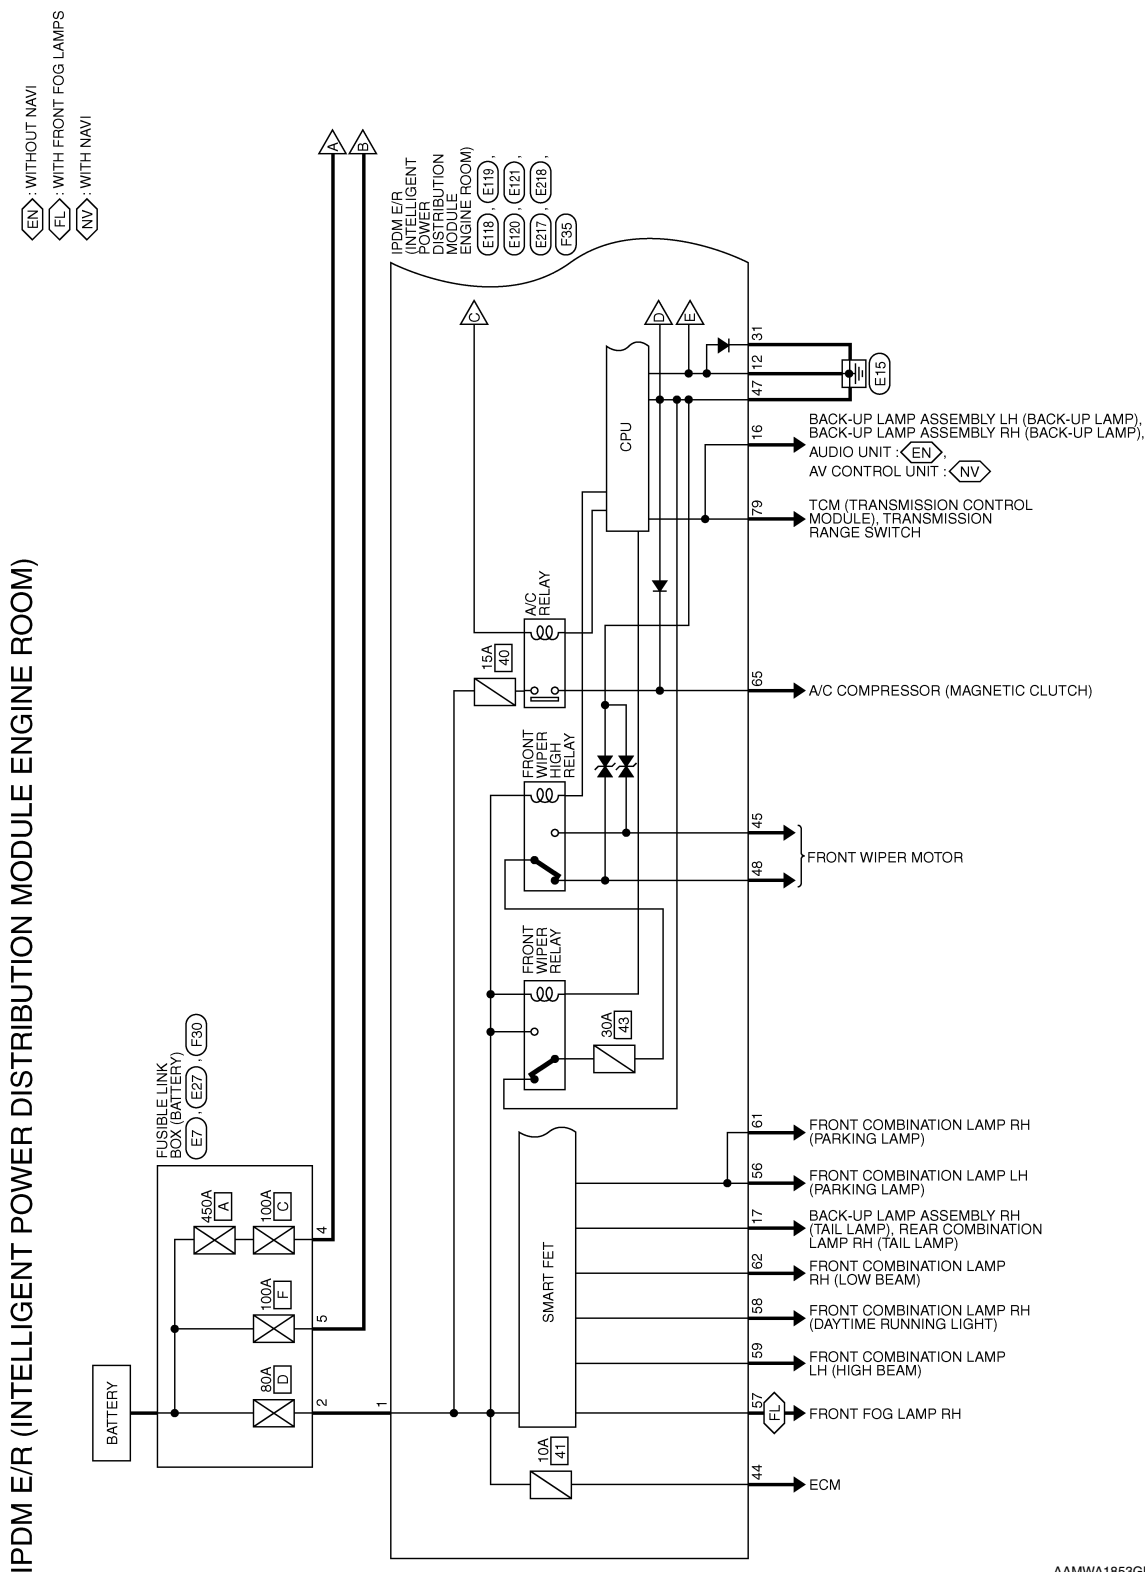 IPDM E/R (INTELLIGENT POWER DISTRIBUTION MODULE ENGINE ROOM)
EN : WITHOUT NAVI
FL : WITH FRONT FOG LAMPS
NV : WITH NAVI
A
B
IPDM E/R
(INTELLIGENT
POWER
DISTRIBUTION
MODULE
ENGINE ROOM)
E118 , E119 ,
E120 , E121 ,
E217 , E218 ,
F35
C
D
E
CPU
31
12
47
E15
16
BACK-UP LAMP ASSEMBLY LH (BACK-UP LAMP),
BACK-UP LAMP ASSEMBLY RH (BACK-UP LAMP),
AUDIO UNIT : EN ,
AV CONTROL UNIT : NV
79
TCM (TRANSMISSION CONTROL
MODULE), TRANSMISSION
RANGE SWITCH
A/C
RELAY
15A
40
65
A/C COMPRESSOR (MAGNETIC CLUTCH)
FRONT
WIPER
HIGH
RELAY
45
48
FRONT WIPER MOTOR
FRONT
WIPER
RELAY
30A
43
FUSIBLE LINK
BOX (BATTERY)
E7 , E27 , F30
450A
A
100A
C
4
100A
F
5
80A
D
2
BATTERY
1
SMART FET
61
FRONT COMBINATION LAMP RH
(PARKING LAMP)
56
FRONT COMBINATION LAMP LH
(PARKING LAMP)
17
BACK-UP LAMP ASSEMBLY RH
(TAIL LAMP), REAR COMBINATION
LAMP RH (TAIL LAMP)
62
FRONT COMBINATION LAMP
RH (LOW BEAM)
58
FRONT COMBINATION LAMP RH
(DAYTIME RUNNING LIGHT)
59
FRONT COMBINATION LAMP
LH (HIGH BEAM)
57
FL
FRONT FOG LAMP RH
10A
41
44
ECM